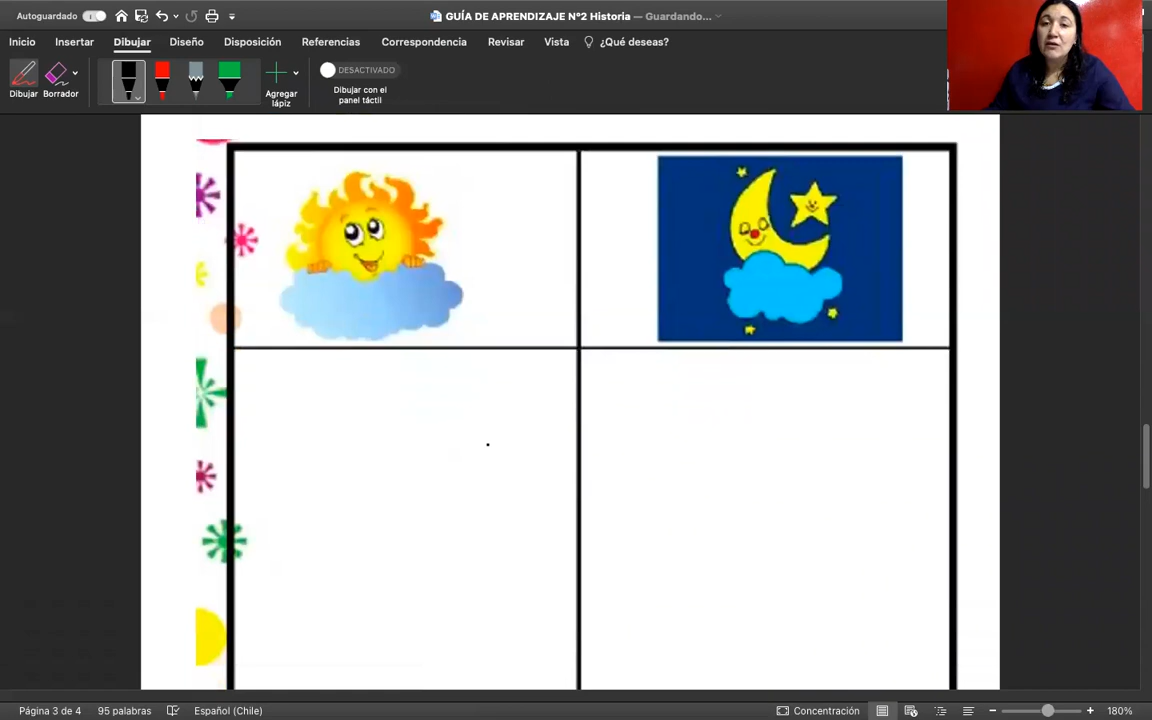 Autoguardado
GUÍA DE APRENDIZAJE N°2 Historia — Guardando...
Inicio Insertar Dibujar Diseño Disposición Referencias Correspondencia Revisar Vista ¿Qué deseas?
DESACTIVADO
Dibujar Borrador Agregar lápiz Dibujar con el panel táctil
Página 3 de 4 95 palabras Español (Chile) Concentración 180%